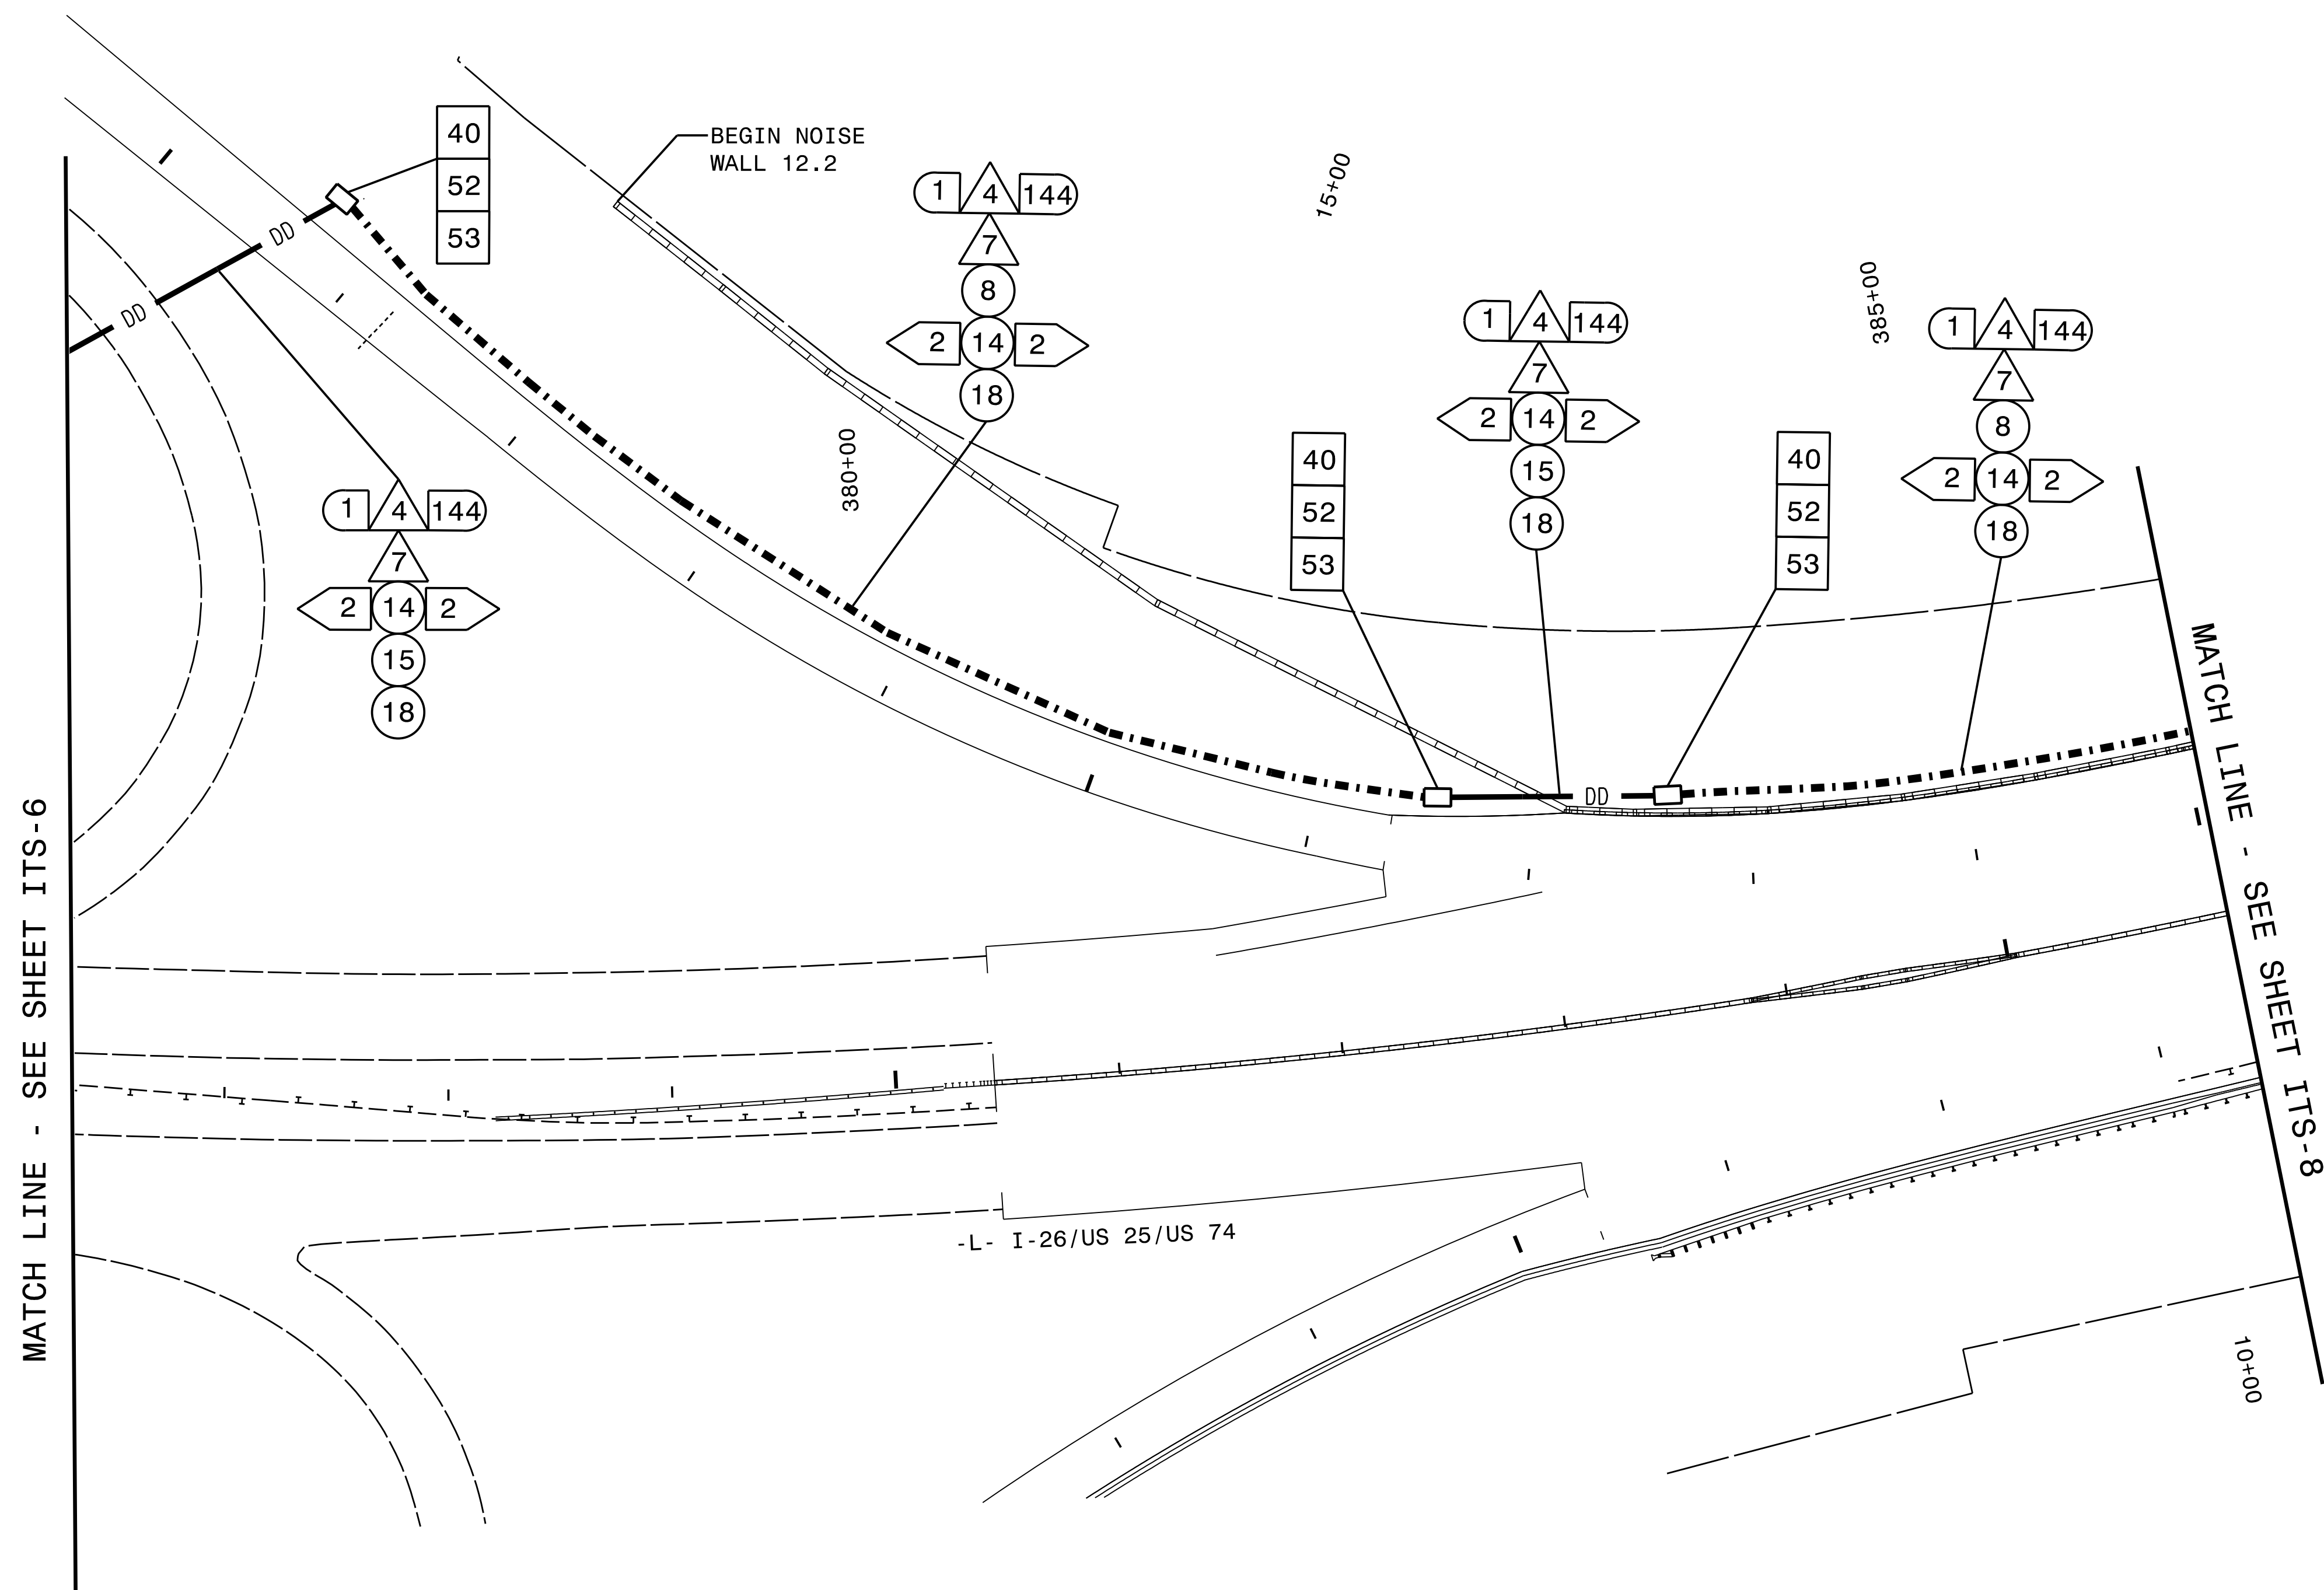 40
52
53
BEGIN NOISE
WALL 12.2
DD
DD
1 4 144
7
8
2 14 2
18
15+00
380+00
385+00
1 4 144
7
2 14 2
15
18
40
52
53
1 4 144
7
2 14 2
15
18
40
52
53
1 4 144
7
8
2 14 2
18
DD
MATCH LINE - SEE SHEET ITS-6
MATCH LINE - SEE SHEET ITS-8
-L- I-26/US 25/US 74
10+00